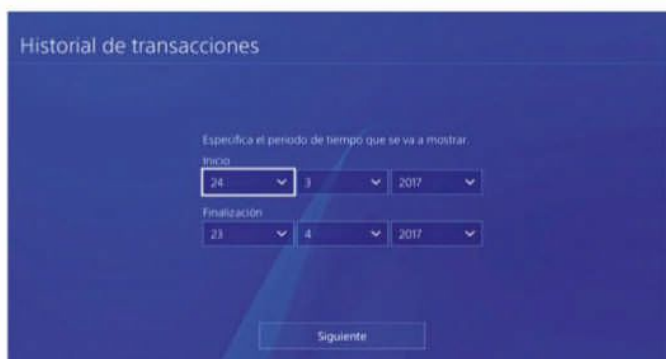 Historial de transacciones
Especifica el periodo de tiempo que se va a mostrar.
Inicio
24 3 2017
Finalización
23 4 2017
Siguiente